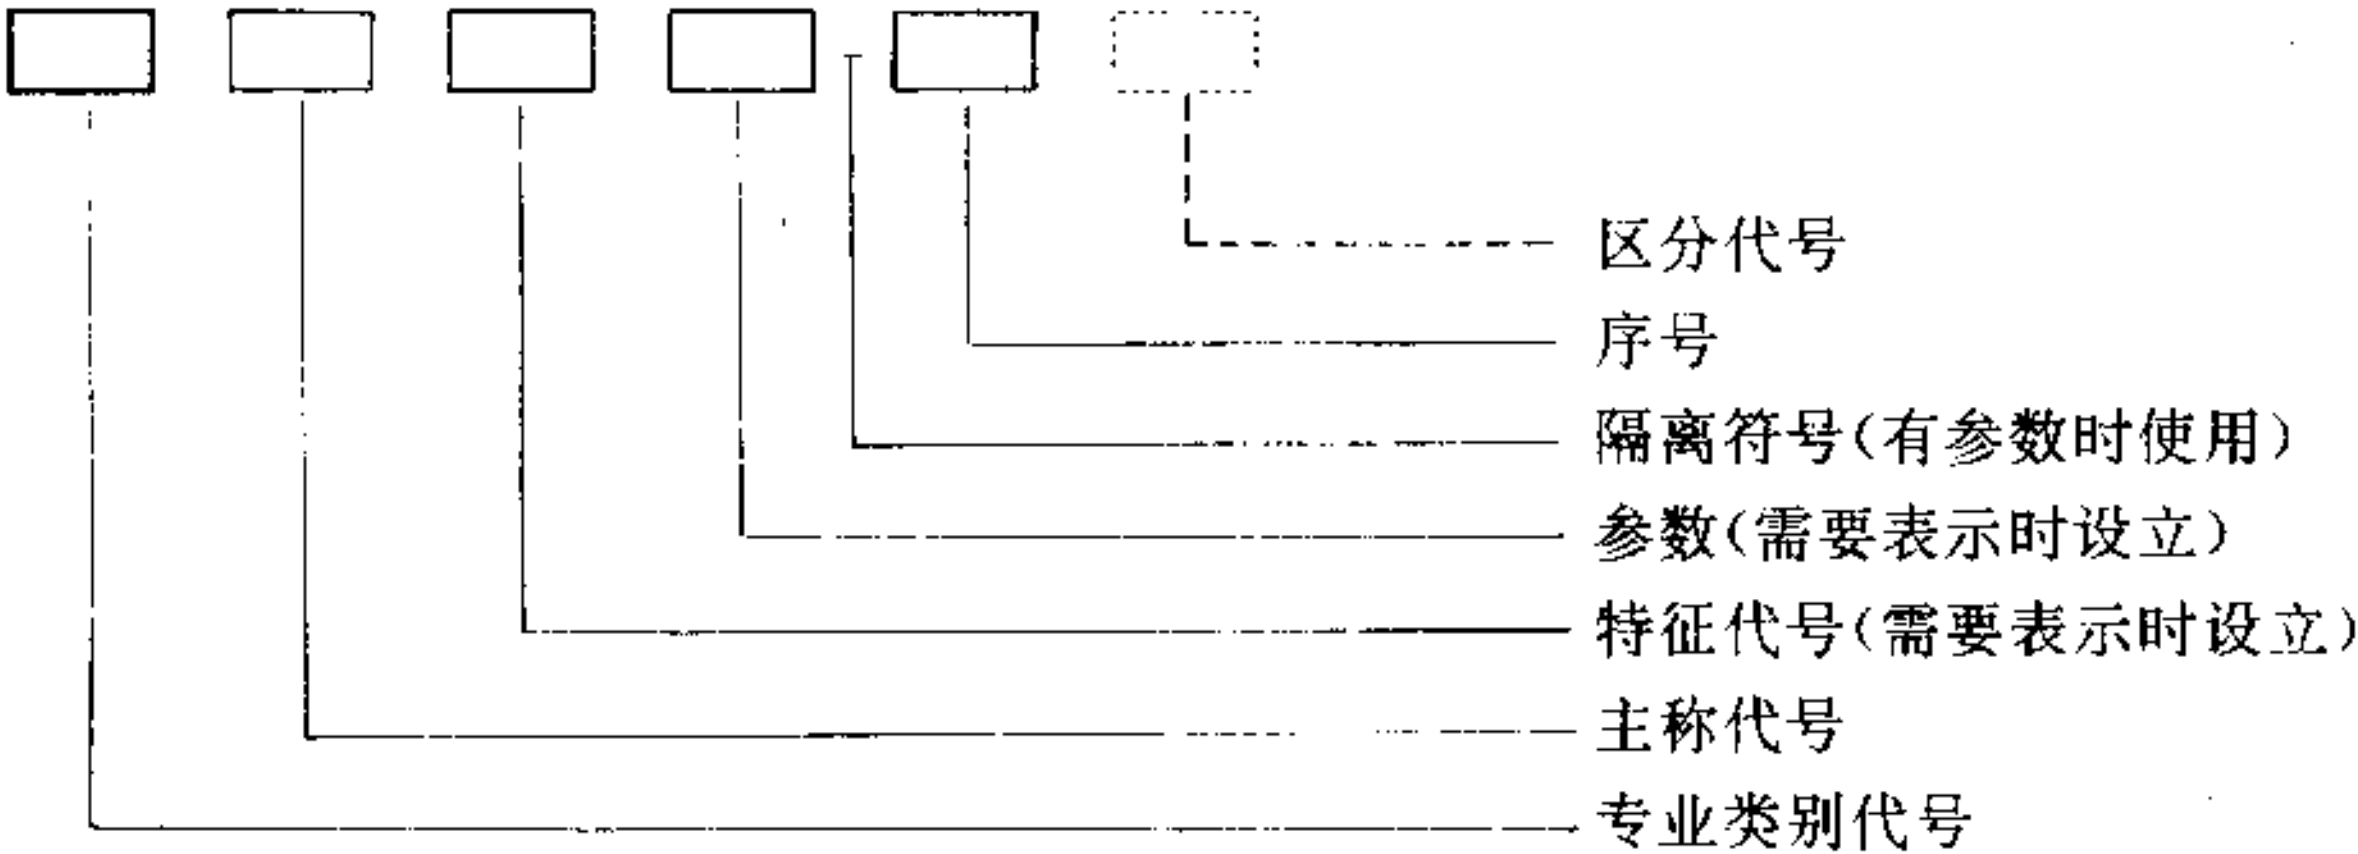 区分代号
序号
隔离符号(有参数时使用)
参数(需要表示时设立)
特征代号(需要表示时设立)
主称代号
专业类别代号